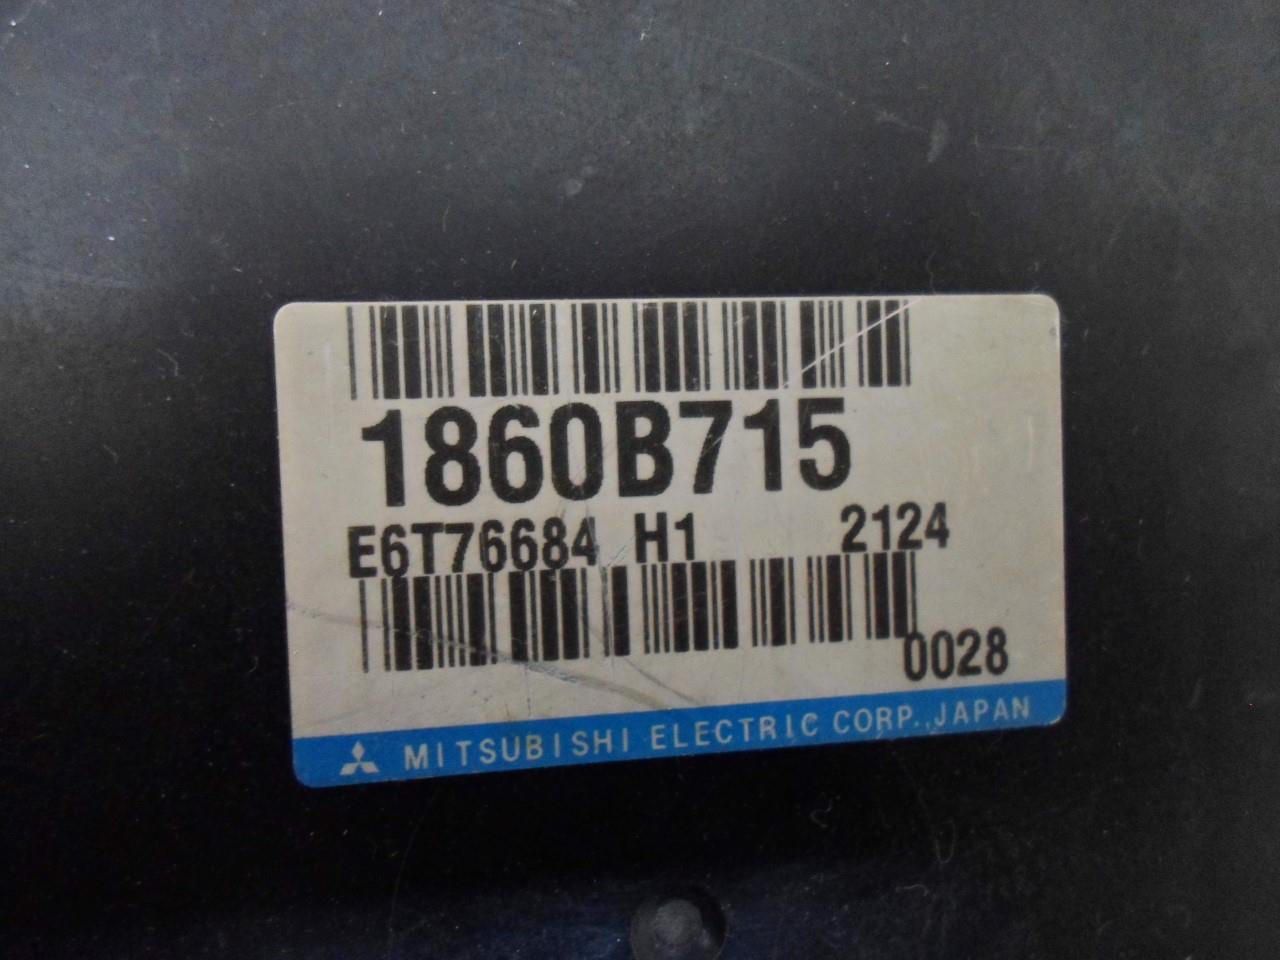 1860B715
E6T76684 H1 2124
0028
MITSUBISHI ELECTRIC CORP.,JAPAN